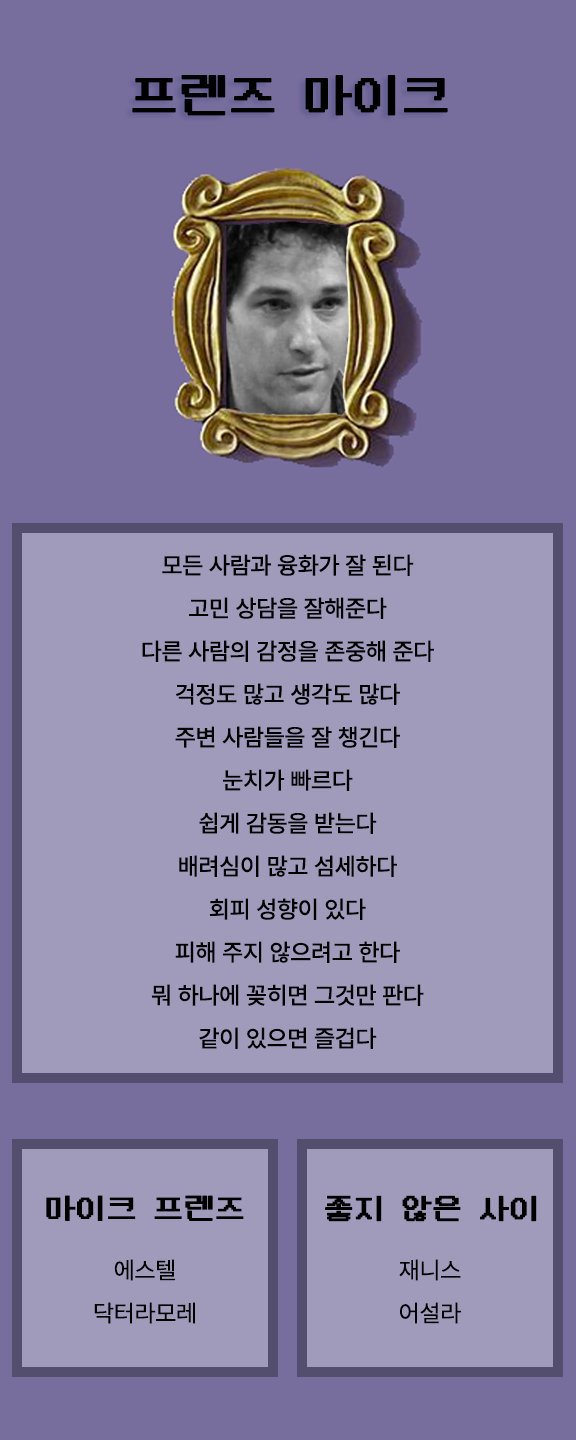 프렌즈 마이크
모든 사람과 융화가 잘 된다
고민 상담을 잘해준다
다른 사람의 감정을 존중해 준다
걱정도 많고 생각도 많다
주변 사람들을 잘 챙긴다
눈치가 빠르다
쉽게 감동을 받는다
배려심이 많고 섬세하다
회피 성향이 있다
피해 주지 않으려고 한다
뭐 하나에 꽂히면 그것만 판다
같이 있으면 즐겁다
마이크 프렌즈
에스텔
닥터라모레
좋지 않은 사이
재니스
어설라